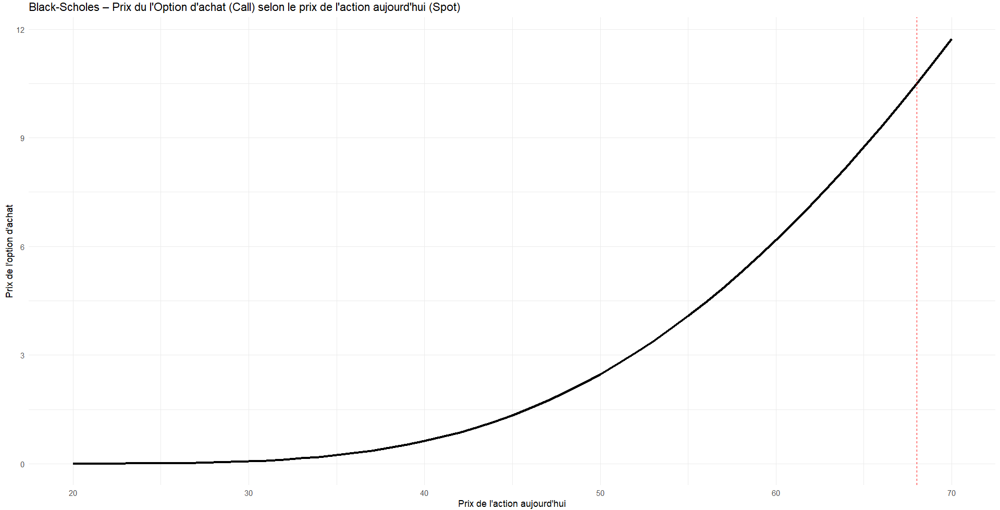 Black-Scholes – Prix du l'Option d'achat (Call) selon le prix de l'action aujourd'hui (Spot)
12
9
6
3
0
Prix de l'option d'achat
20 30 40 50 60 70
Prix de l'action aujourd'hui